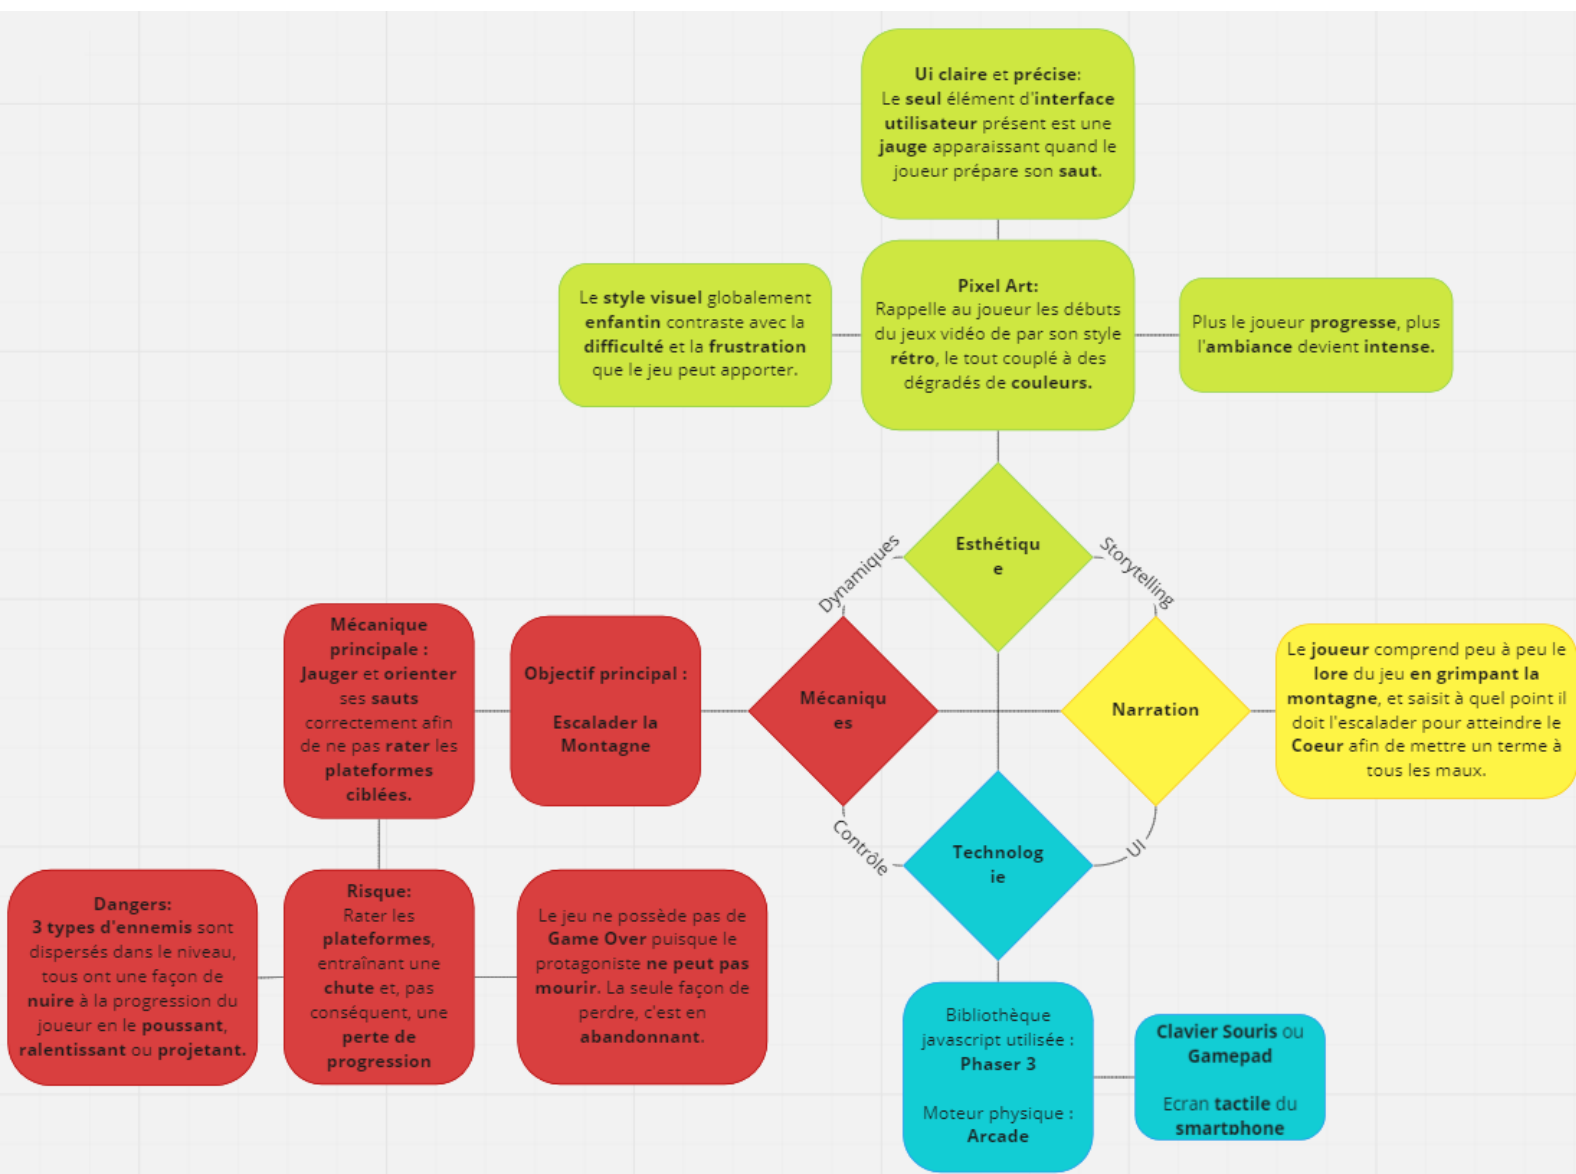 Ui claire et précise:
Le seul élément d'interface
utilisateur présent est une
jauge apparaissant quand le
joueur prépare son saut.
Le style visuel globalement
enfantin contraste avec la
difficulté et la frustration
que le jeu peut apporter.
Pixel Art:
Rappelle au joueur les débuts
du jeux vidéo de par son style
rétro, le tout couplé à des
dégradés de couleurs.
Plus le joueur progresse, plus
l'ambiance devient intense.
Esthétiqu
e
Dynamiques
Storytelling
Mécanique
principale :
Jauger et orienter
ses sauts
correctement afin
de ne pas rater les
plateformes
ciblées.
Objectif principal :
Escalader la
Montagne
Mécaniqu
es
Narration
Le joueur comprend peu à peu le
lore du jeu en grimpant la
montagne, et saisit à quel point il
doit l'escalader pour atteindre le
Coeur afin de mettre un terme à
tous les maux.
Contrôle
UI
Technolog
ie
Dangers:
3 types d'ennemis sont
dispersés dans le niveau,
tous ont une façon de
nuire à la progression du
joueur en le poussant,
ralentissant ou projetant.
Risque:
Rater les
plateformes,
entraînant une
chute et, pas
conséquent, une
perte de
progression
Le jeu ne possède pas de
Game Over puisque le
protagoniste ne peut pas
mourir. La seule façon de
perdre, c'est en
abandonnant.
Bibliothèque
javascript utilisée :
Phaser 3
Moteur physique :
Arcade
Clavier Souris ou
Gamepad
Ecran tactile du
smartphone